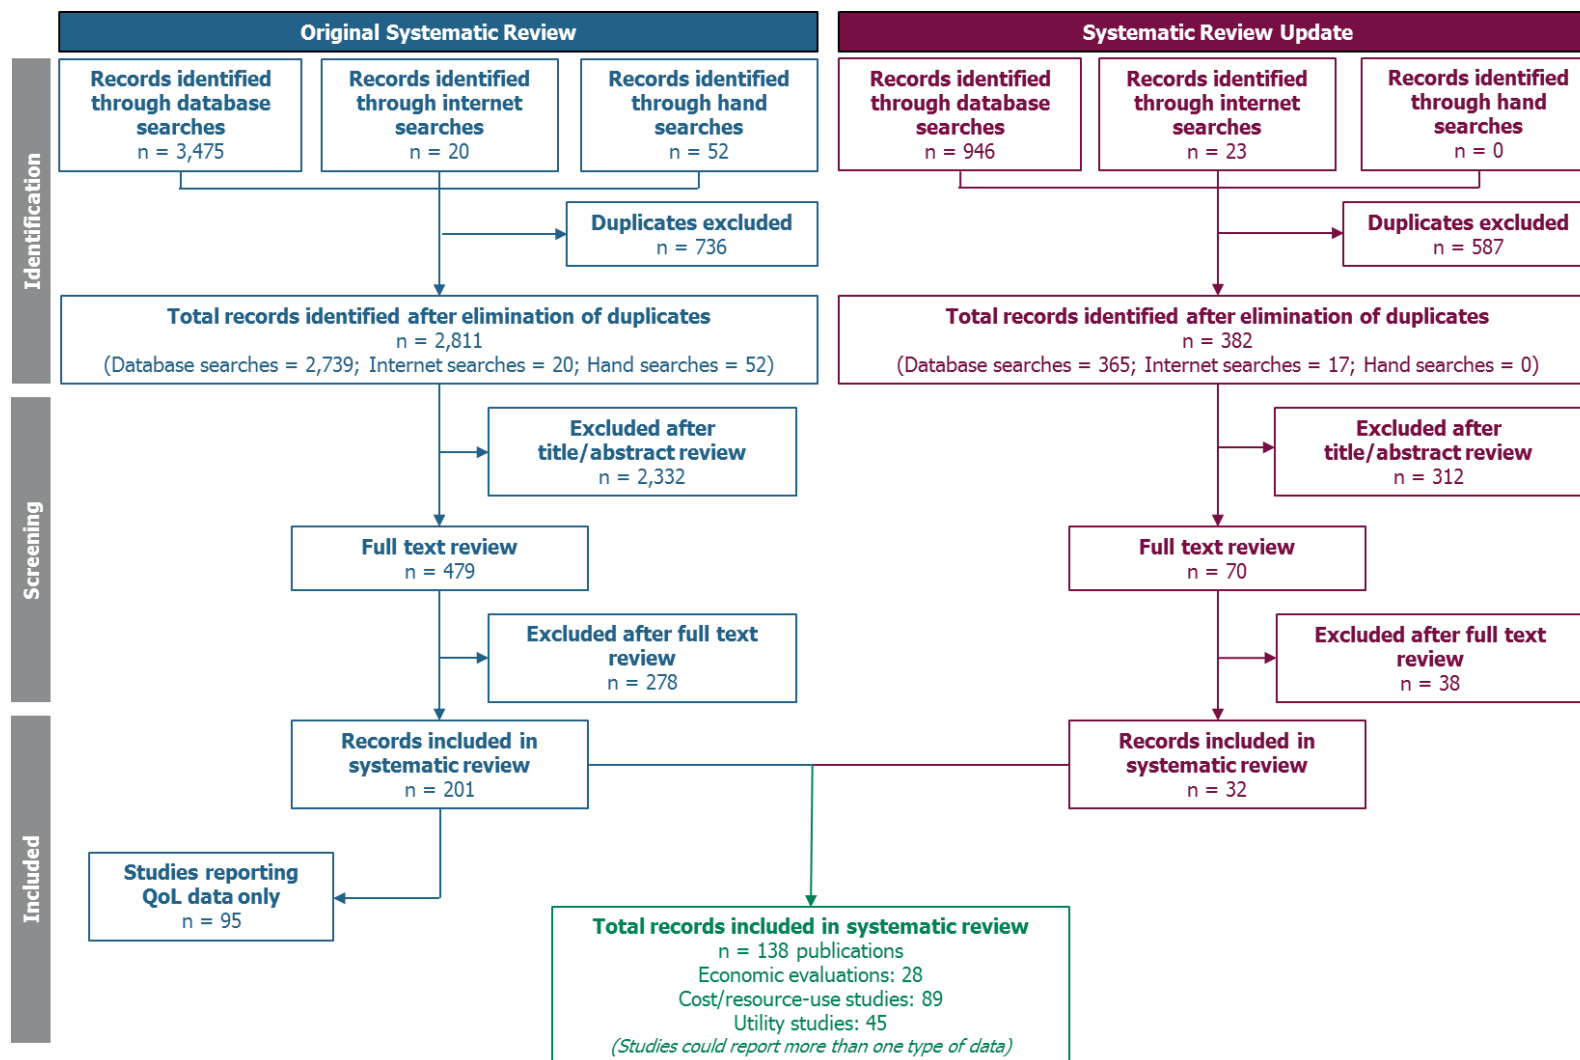 Original Systematic Review
Systematic Review Update
Identification
Records identified
through database
searches
n = 3,475
Records identified
through internet
searches
n = 20
Records identified
through hand
searches
n = 52
Records identified
through database
searches
n = 946
Records identified
through internet
searches
n = 23
Records identified
through hand
searches
n = 0
Duplicates excluded
n = 736
Duplicates excluded
n = 587
Total records identified after elimination of duplicates
n = 2,811
(Database searches = 2,739; Internet searches = 20; Hand searches = 52)
Total records identified after elimination of duplicates
n = 382
(Database searches = 365; Internet searches = 17; Hand searches = 0)
Screening
Excluded after
title/abstract review
n = 2,332
Excluded after
title/abstract review
n = 312
Full text review
n = 479
Full text review
n = 70
Excluded after full text
review
n = 278
Excluded after full text
review
n = 38
Included
Records included in
systematic review
n = 201
Records included in
systematic review
n = 32
Studies reporting
QoL data only
n = 95
Total records included in systematic review
n = 138 publications
Economic evaluations: 28
Cost/resource-use studies: 89
Utility studies: 45
(Studies could report more than one type of data)